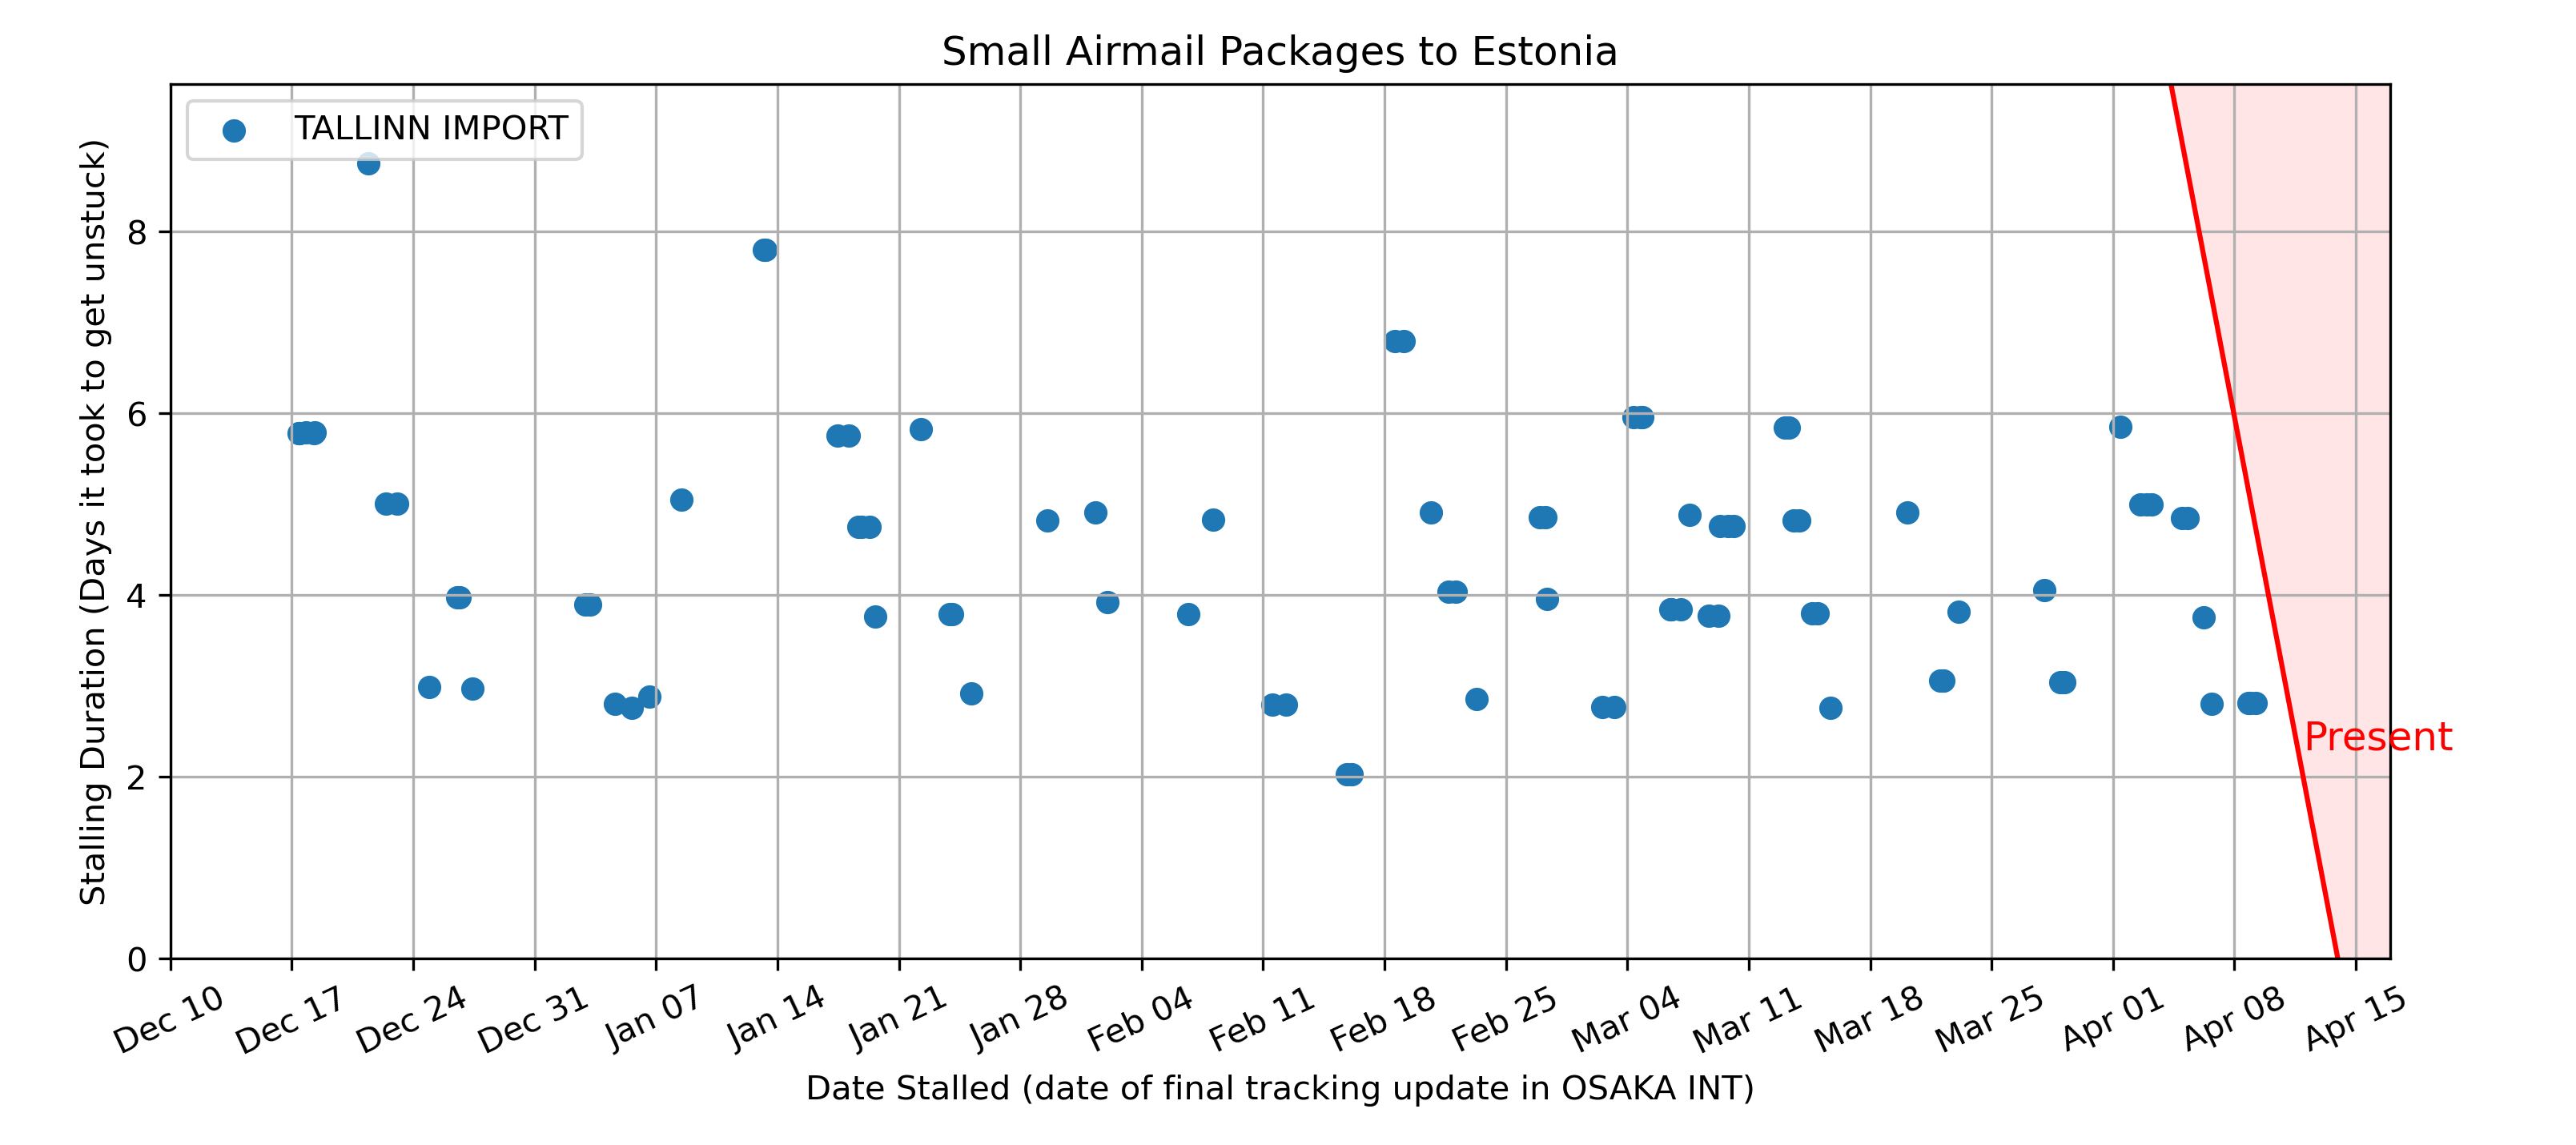 Small Airmail Packages to Estonia
TALLINN IMPORT
Stalling Duration (Days it took to get unstuck)
8
6
4
2
0
Present
Dec 10
Dec 17
Dec 24
Dec 31
Jan 07
Jan 14
Jan 21
Jan 28
Feb 04
Feb 11
Feb 18
Feb 25
Mar 04
Mar 11
Mar 18
Mar 25
Apr 01
Apr 08
Apr 15
Date Stalled (date of final tracking update in OSAKA INT)